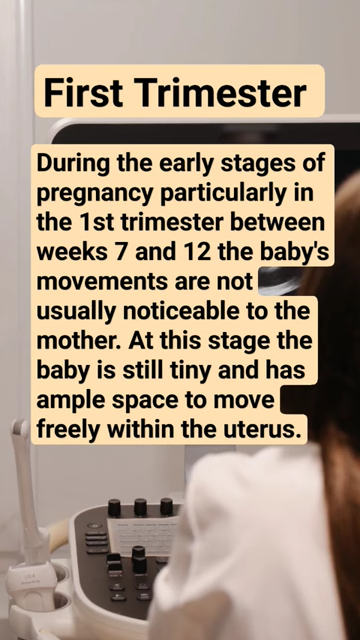 First Trimester
During the early stages of
pregnancy particularly in
the 1st trimester between
weeks 7 and 12 the baby's
movements are not
usually noticeable to the
mother. At this stage the
baby is still tiny and has
ample space to move
freely within the uterus.